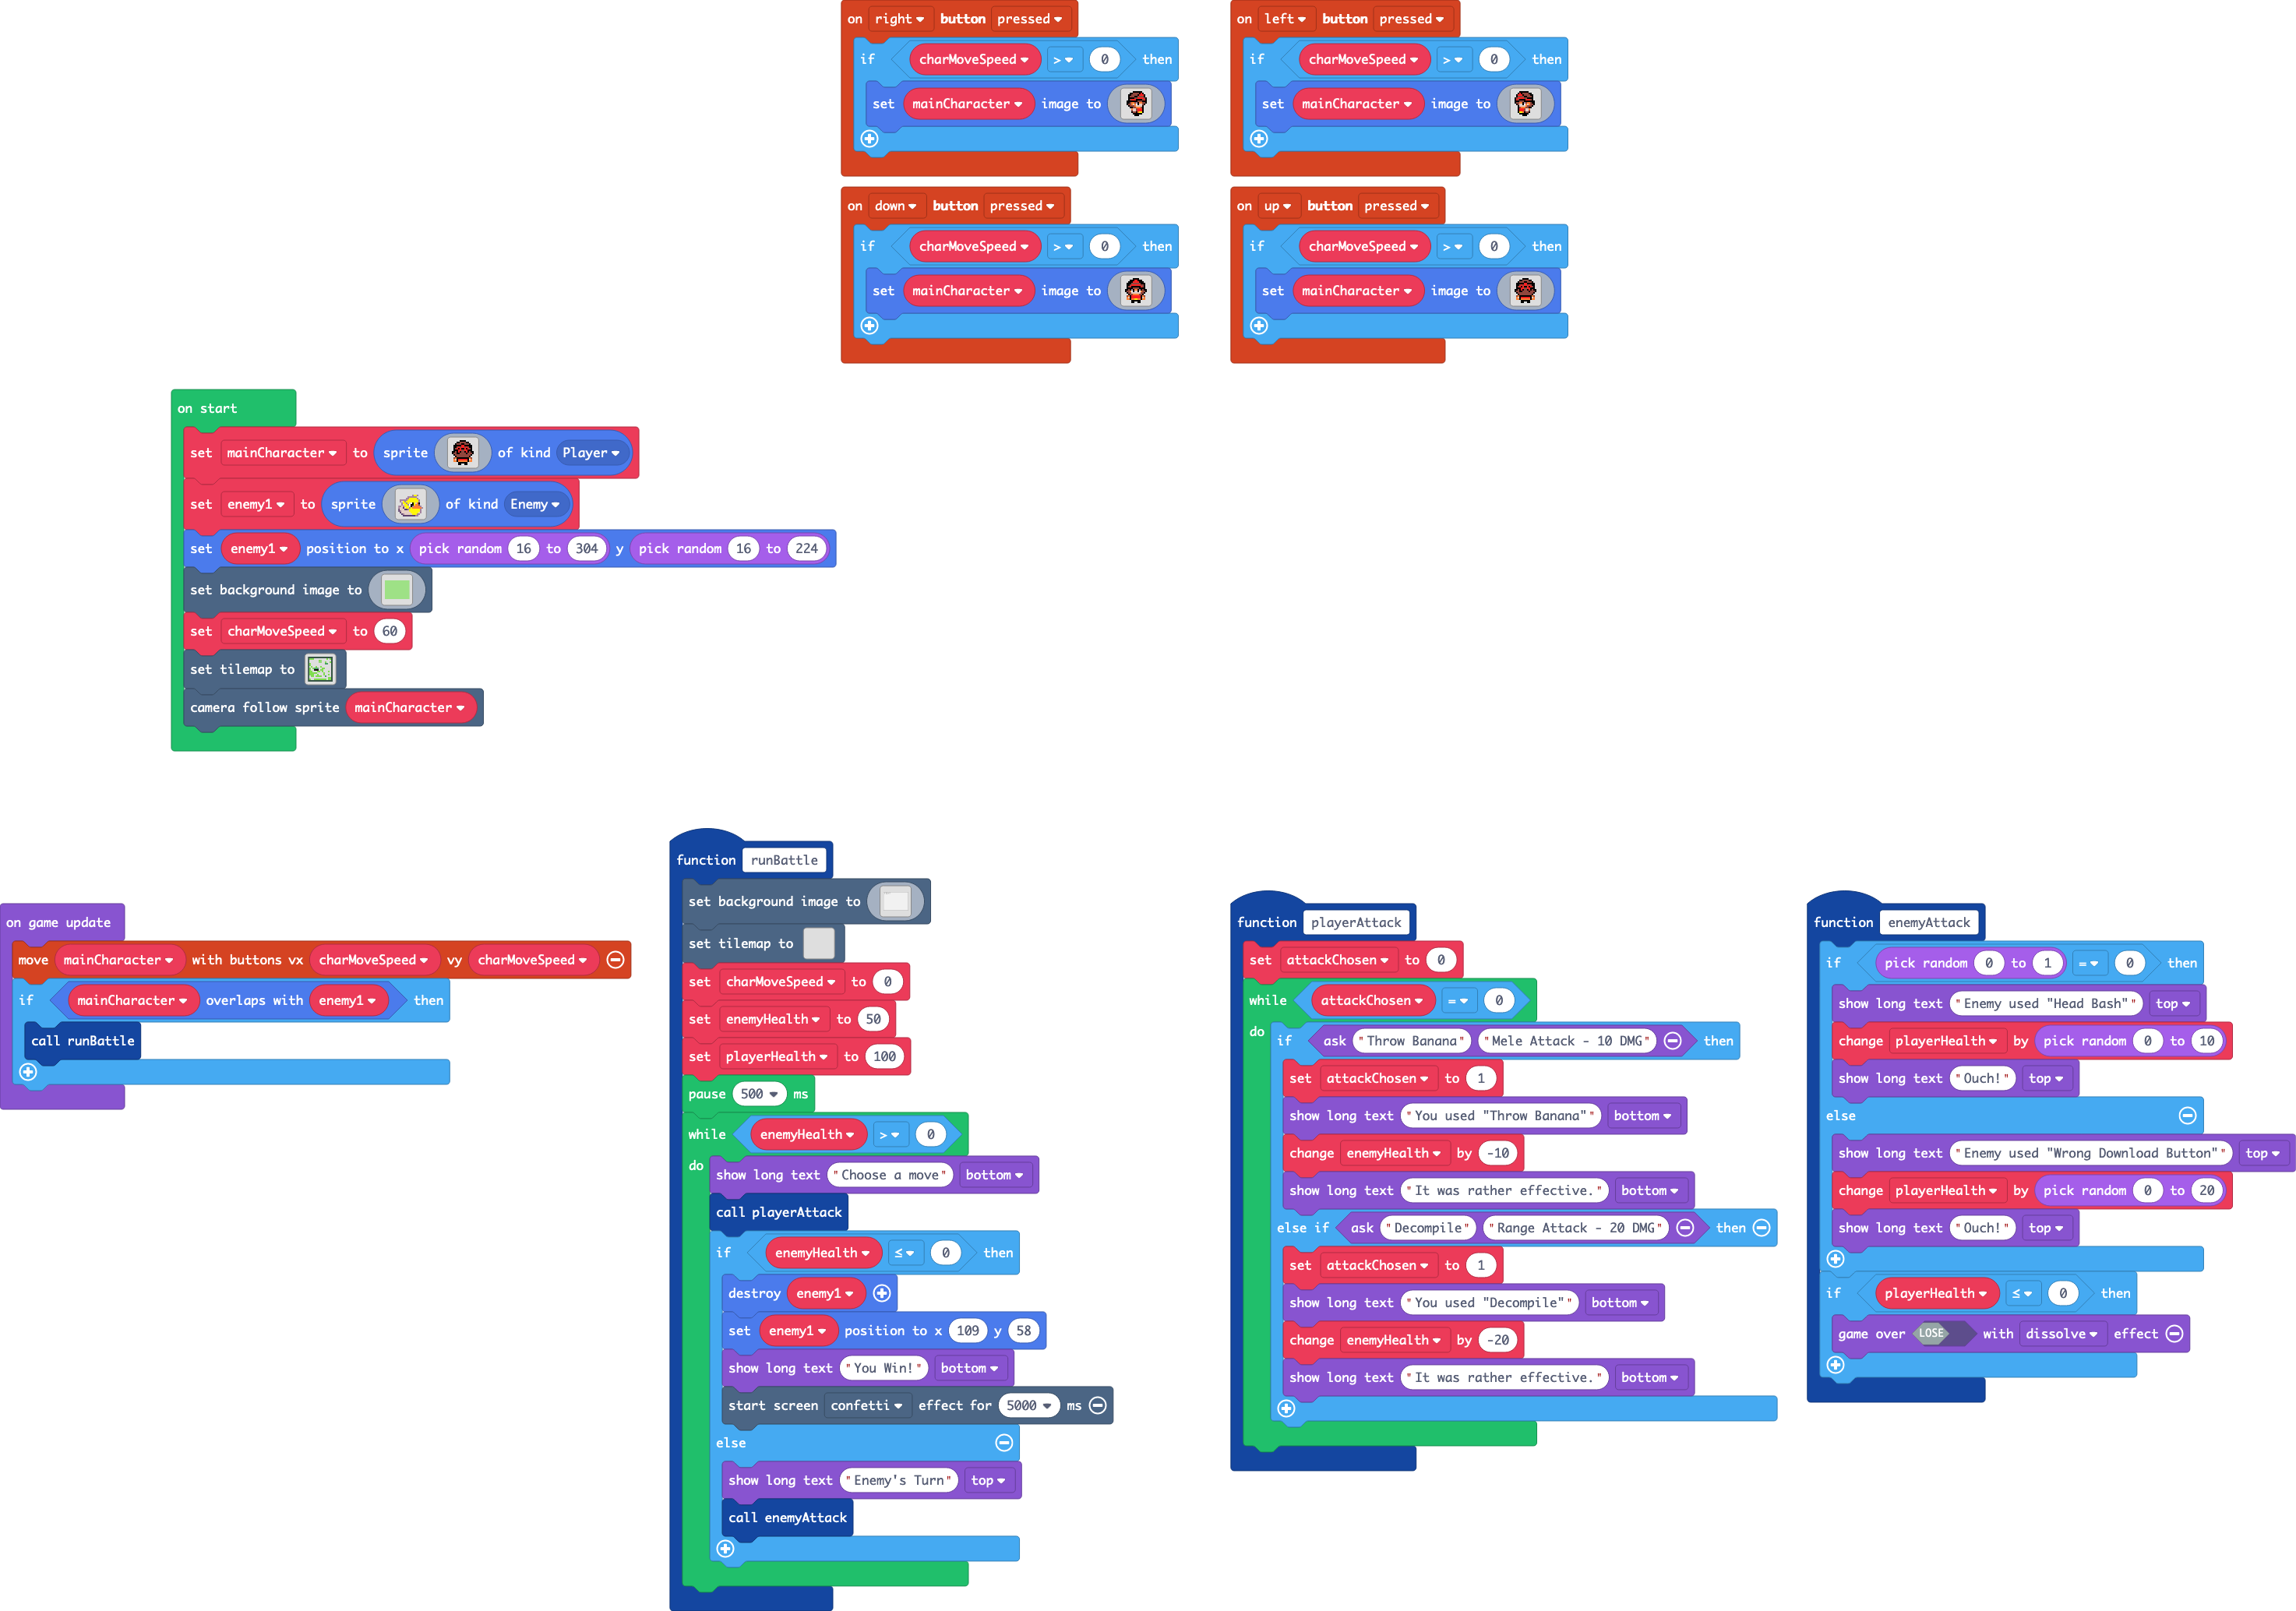 on right button pressed
if charMoveSpeed > 0 then
set mainCharacter image to
on left button pressed
if charMoveSpeed > 0 then
set mainCharacter image to
on down button pressed
if charMoveSpeed > 0 then
set mainCharacter image to
on up button pressed
if charMoveSpeed > 0 then
set mainCharacter image to
on start
set mainCharacter to sprite of kind Player
set enemy1 to sprite of kind Enemy
set enemy1 position to x pick random 16 to 304 y pick random 16 to 224
set background image to
set charMoveSpeed to 60
set tilemap to
camera follow sprite mainCharacter
on game update
move mainCharacter with buttons vx charMoveSpeed vy charMoveSpeed
if mainCharacter overlaps with enemy1 then
call runBattle
function runBattle
set background image to
set tilemap to
set charMoveSpeed to 0
set enemyHealth to 50
set playerHealth to 100
pause 500 ms
while enemyHealth > 0
do
show long text "Choose a move" bottom
call playerAttack
if enemyHealth ≤ 0 then
destroy enemy1
set enemy1 position to x 109 y 58
show long text "You Win!" bottom
start screen confetti effect for 5000 ms
else
show long text "Enemy's Turn" top
call enemyAttack
function playerAttack
set attackChosen to 0
while attackChosen = 0
do
if ask "Throw Banana" "Mele Attack - 10 DMG" then
set attackChosen to 1
show long text "You used "Throw Banana"" bottom
change enemyHealth by -10
show long text "It was rather effective." bottom
else if ask "Decompile" "Range Attack - 20 DMG" then
set attackChosen to 1
show long text "You used "Decompile"" bottom
change enemyHealth by -20
show long text "It was rather effective." bottom
function enemyAttack
if pick random 0 to 1 = 0 then
show long text "Enemy used "Head Bash"" top
change playerHealth by pick random 0 to 10
show long text "Ouch!" top
else
show long text "Enemy used "Wrong Download Button"" top
change playerHealth by pick random 0 to 20
show long text "Ouch!" top
if playerHealth ≤ 0 then
game over LOSE with dissolve effect